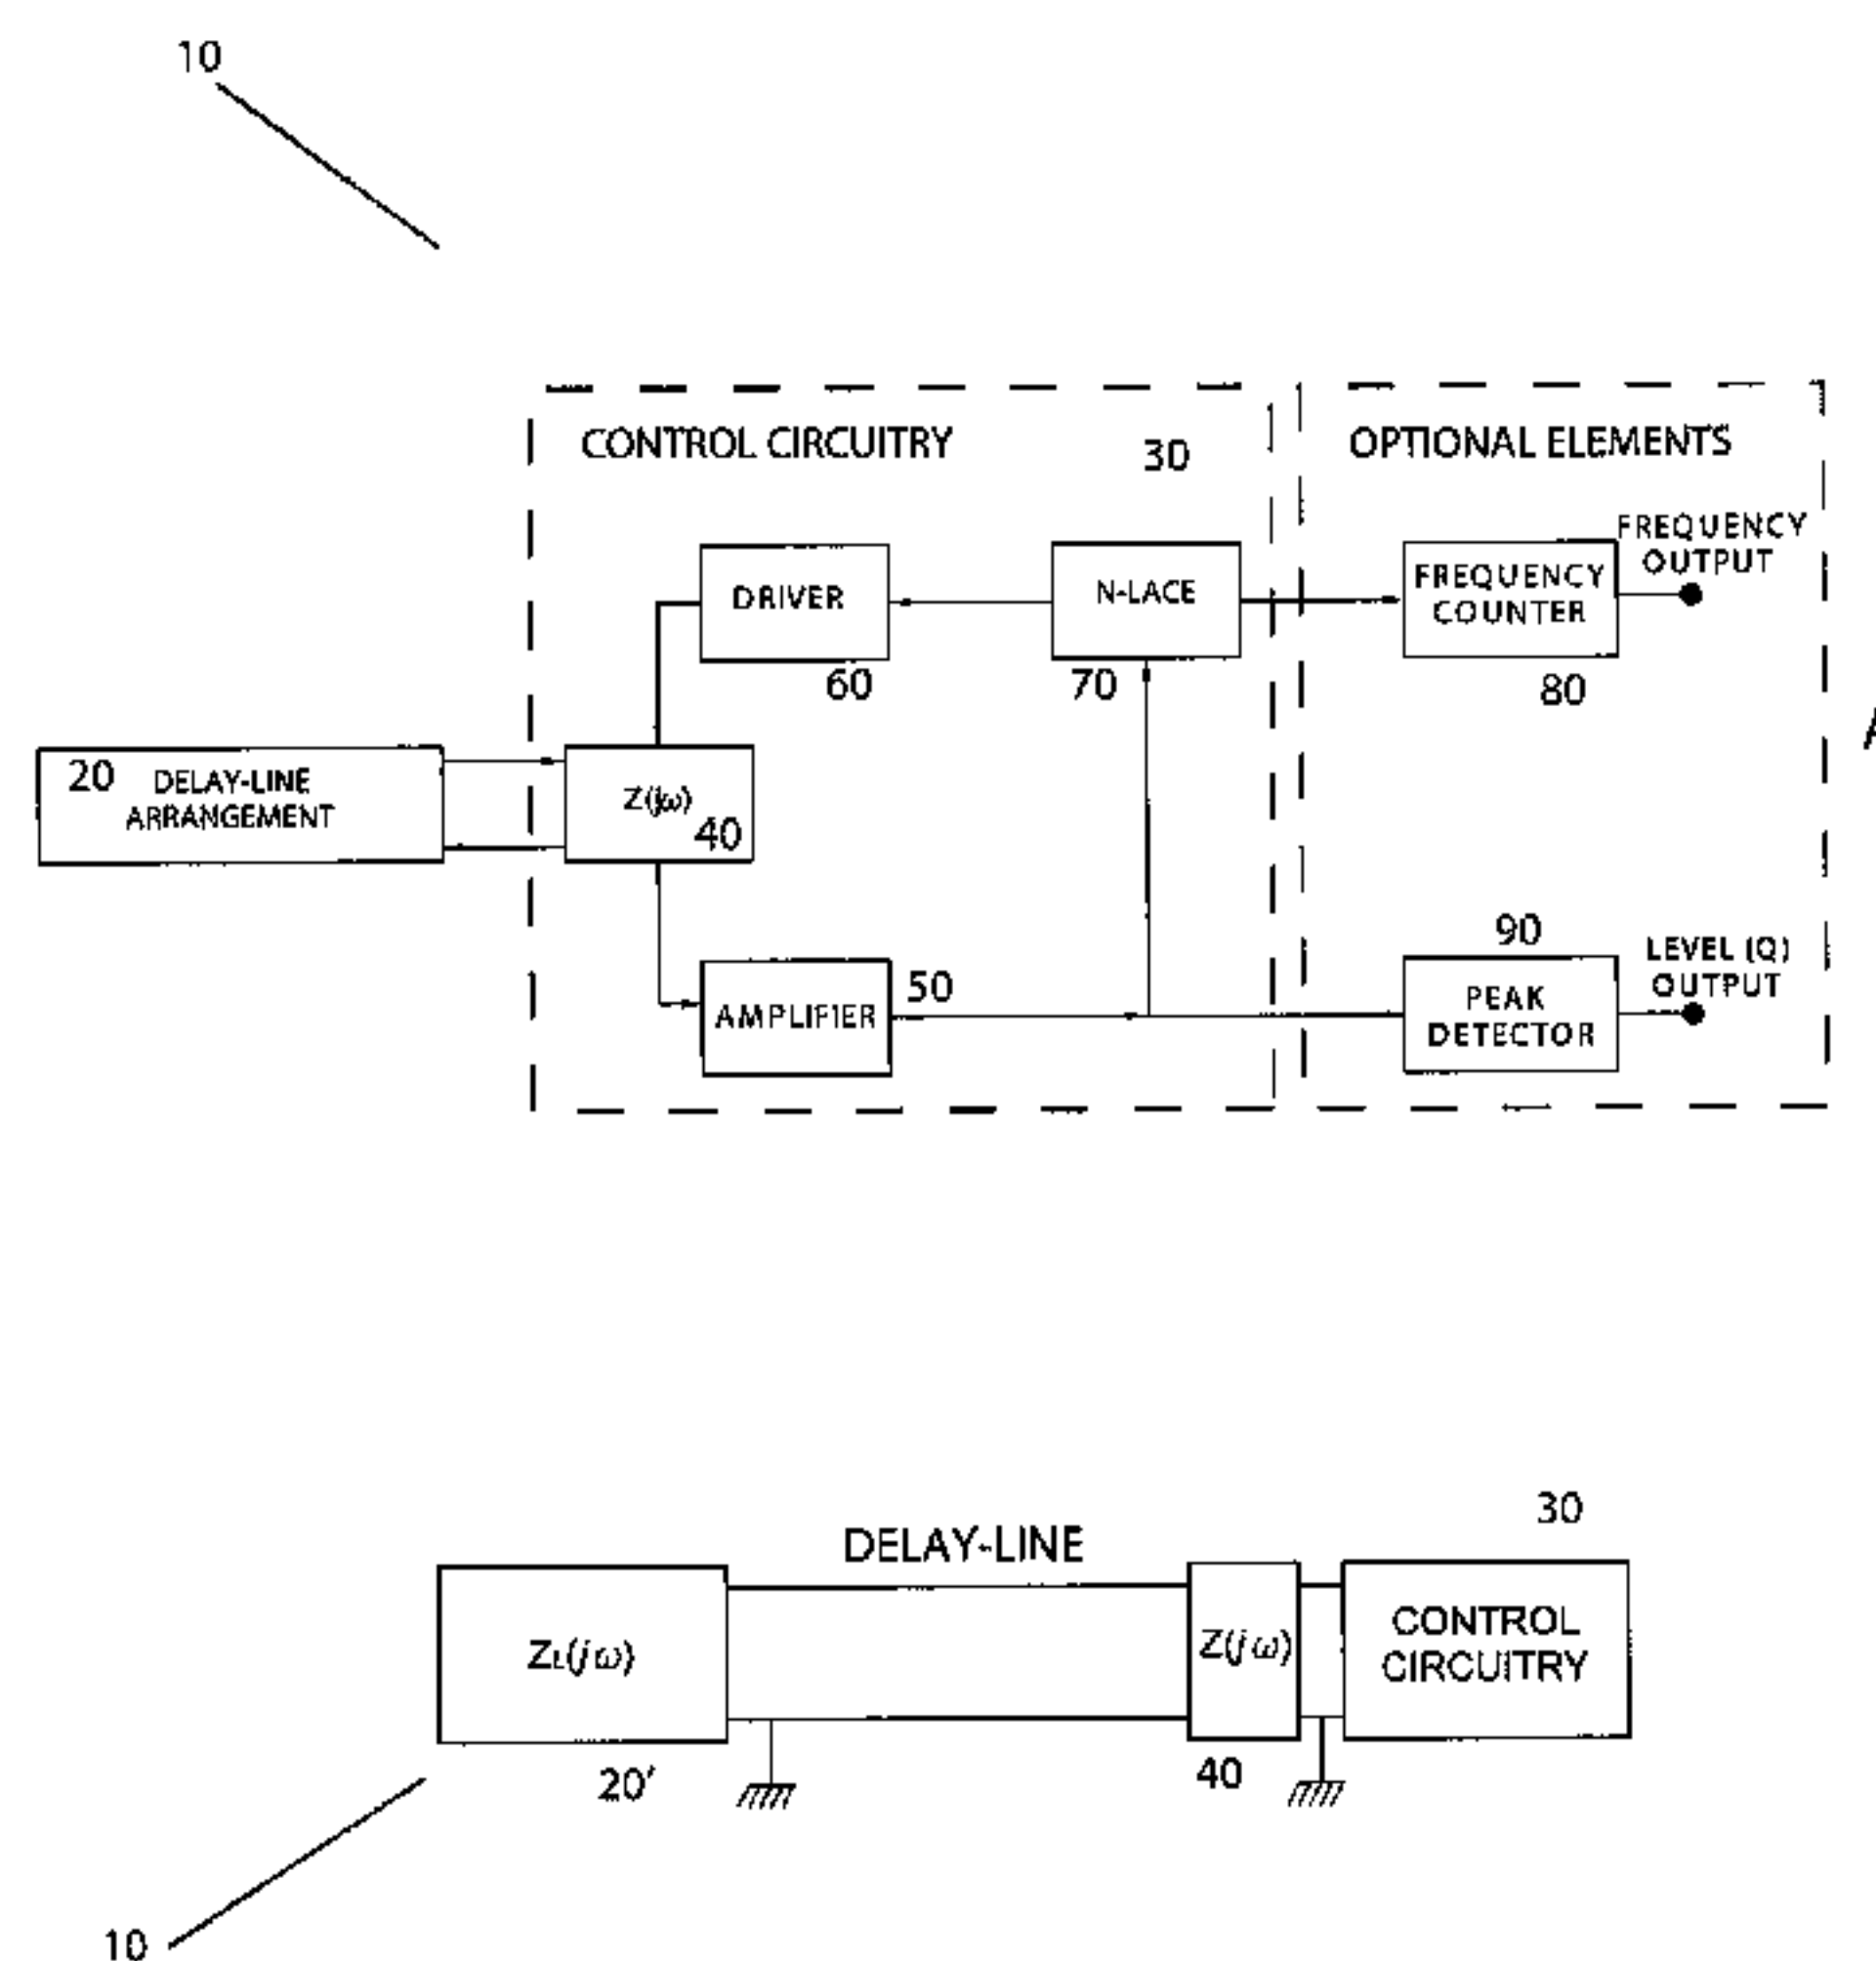 10
CONTROL CIRCUITRY
30
OPTIONAL ELEMENTS
FREQUENCY
OUTPUT
DRIVER
60
N-LACE
70
FREQUENCY
COUNTER
80
20 DELAY-LINE
ARRANGEMENT
Z(jω)
40
AMPLIFIER
50
90
PEAK
DETECTOR
LEVEL (Q)
OUTPUT
DELAY-LINE
30
ZL(jω)
Z(jω)
CONTROL
CIRCUITRY
20'
40
10